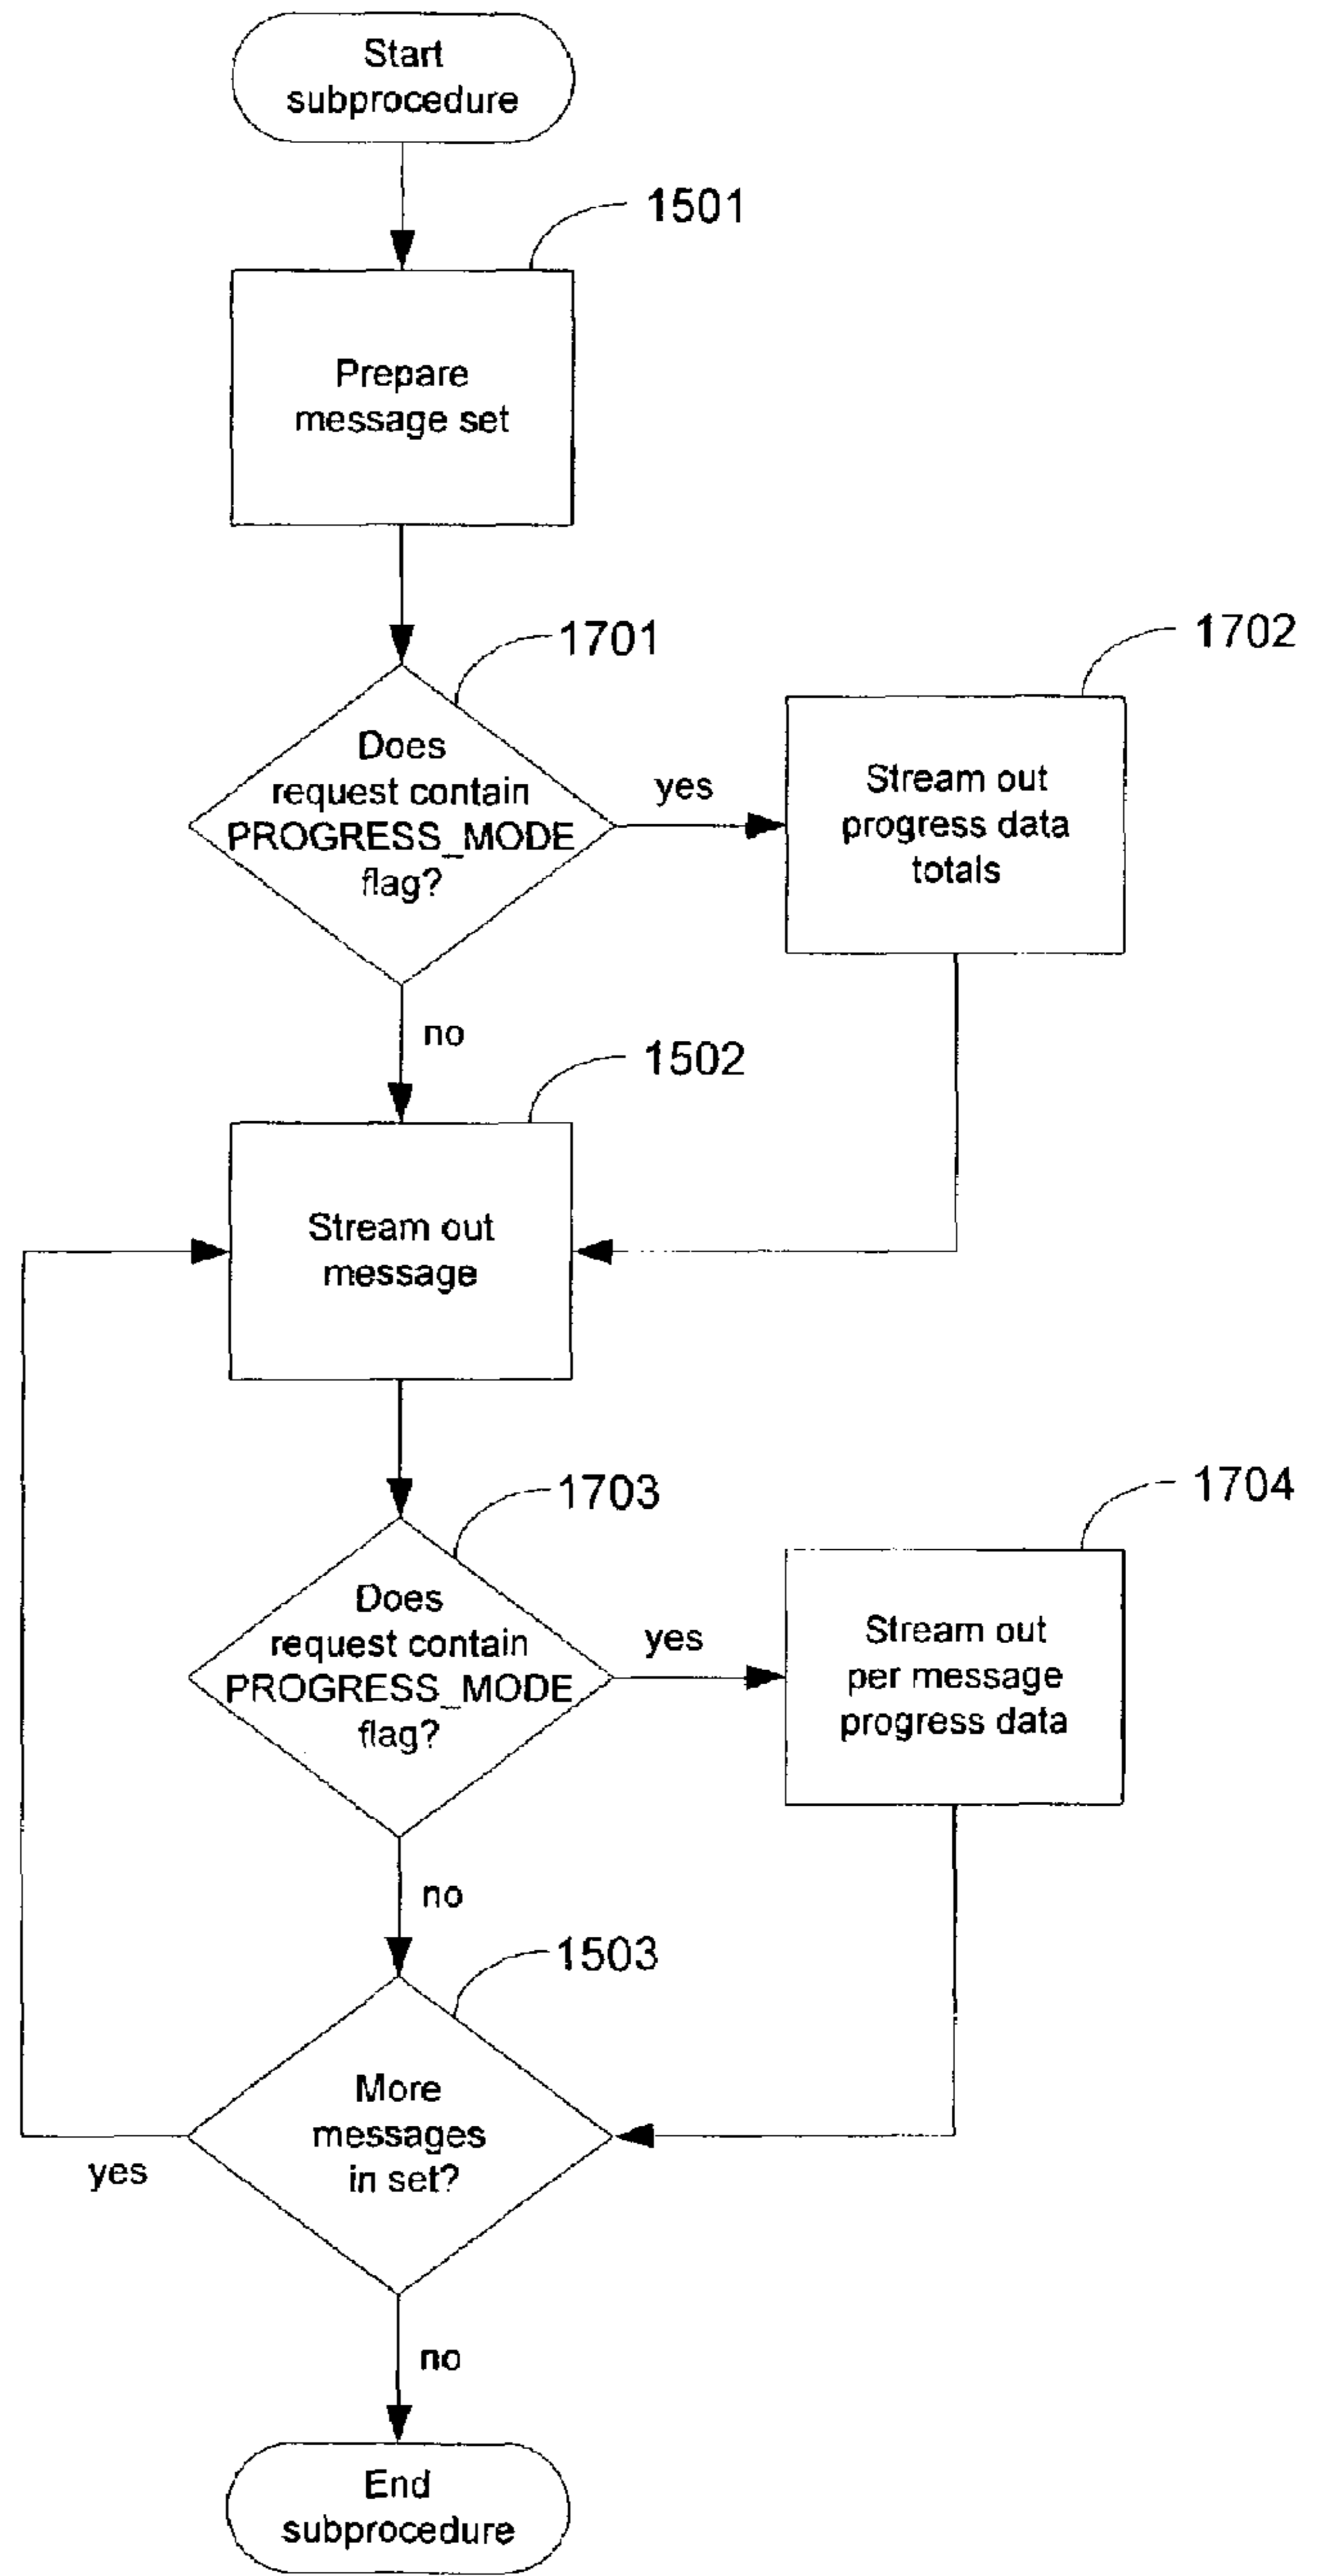 Start
subprocedure
1501
Prepare
message set
1701
1702
Does
request contain
PROGRESS_MODE
flag?
yes
Stream out
progress data
totals
no
1502
Stream out
message
1703
1704
Does
request contain
PROGRESS_MODE
flag?
yes
Stream out
per message
progress data
no
1503
More
messages
in set?
yes
no
End
subprocedure